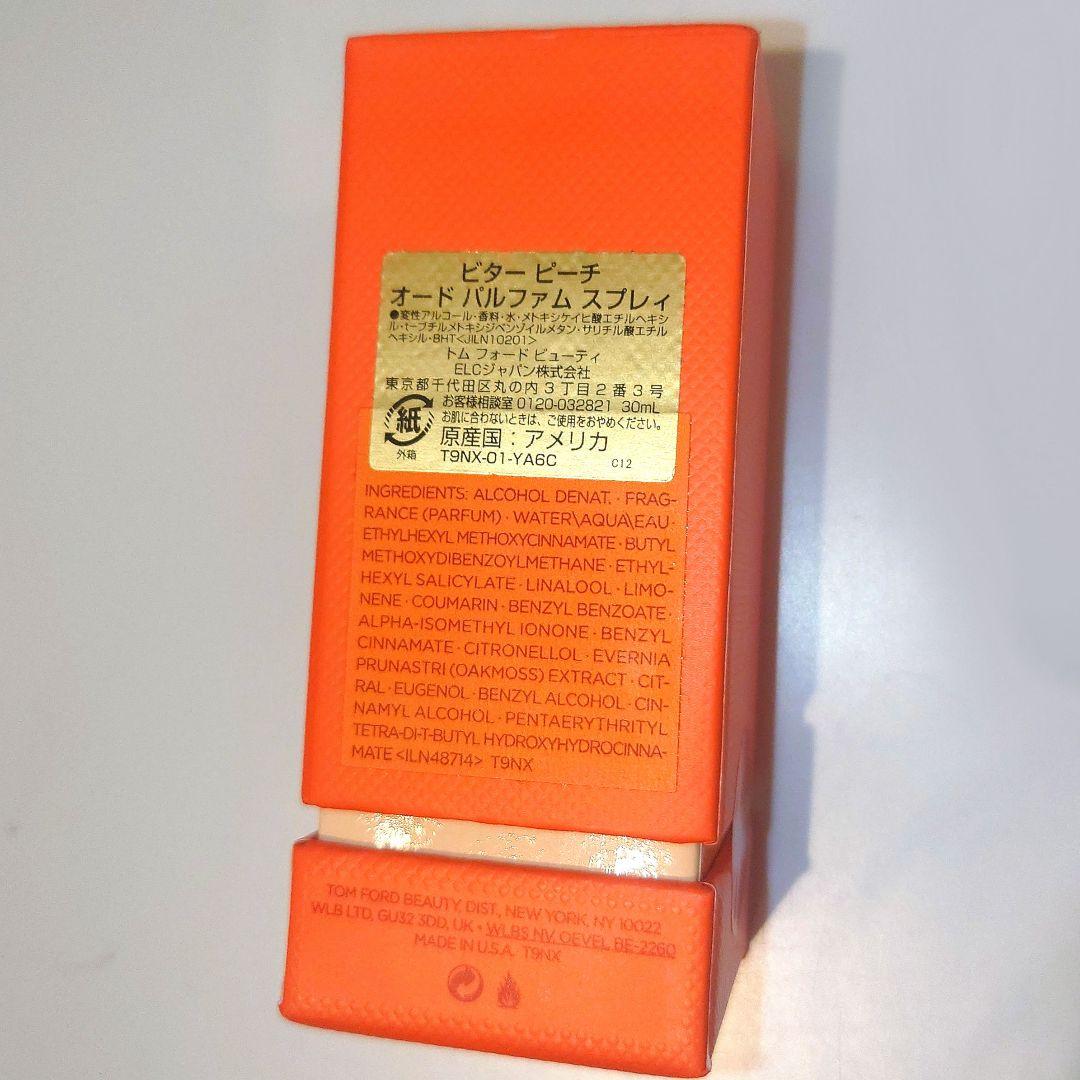 ビター ピーチ
オード パルファム スプレィ
●変性アルコール・香料・水・メトキシケイヒ酸エチルヘキシ
ル・t-ブチルメトキシジベンゾイルメタン・サリチル酸エチル
ヘキシル・BHT<JILN10201>
トム フォード ビューティ
ELCジャパン株式会社
東京都千代田区丸の内3丁目2番3号
お客様相談室 0120-032821 30mL
お肌に合わないときは、ご使用をおやめください。
紙
外箱
原産国：アメリカ
T9NX-01-YA6C C12
INGREDIENTS: ALCOHOL DENAT. · FRAG-
RANCE (PARFUM) · WATER\AQUA\EAU ·
ETHYLHEXYL METHOXYCINNAMATE · BUTYL
METHOXYDIBENZOYLMETHANE · ETHYL-
HEXYL SALICYLATE · LINALOOL · LIMO-
NENE · COUMARIN · BENZYL BENZOATE ·
ALPHA-ISOMETHYL IONONE · BENZYL
CINNAMATE · CITRONELLOL · EVERNIA
PRUNASTRI (OAKMOSS) EXTRACT · CIT-
RAL · EUGENOL · BENZYL ALCOHOL · CIN-
NAMYL ALCOHOL · PENTAERYTHRITYL
TETRA-DI-T-BUTYL HYDROXYHYDROCINNA-
MATE <ILN48714> T9NX
TOM FORD BEAUTY, DIST., NEW YORK, NY 10022
WLB LTD, GU32 3DD, UK • WLBS NV, OEVEL BE-2260
MADE IN U.S.A. T9NX